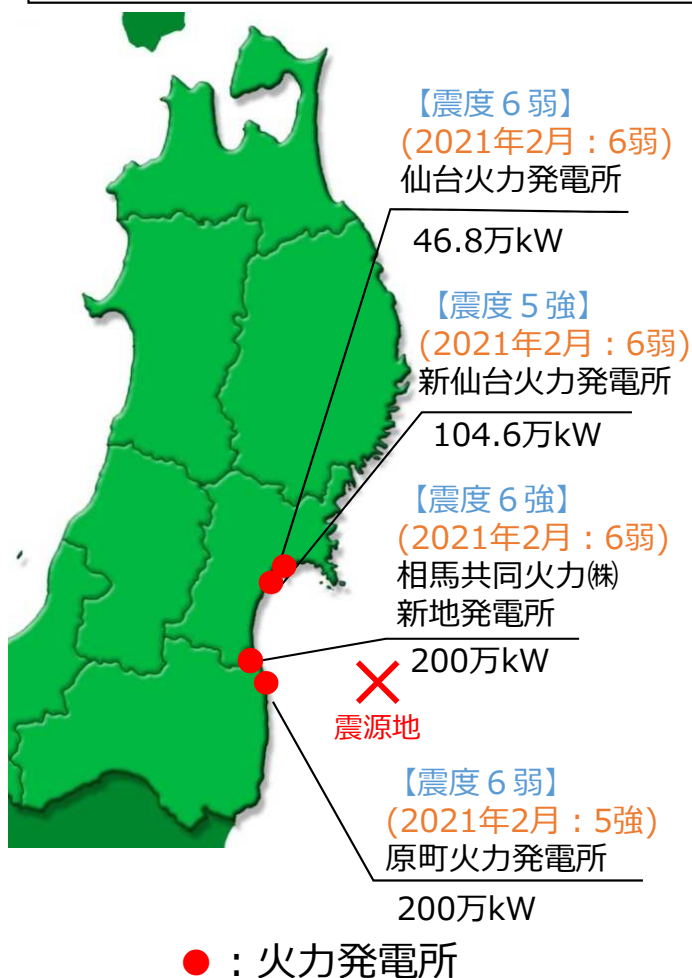 【震度６弱】
(2021年2月：6弱)
仙台火力発電所
46.8万kW
【震度５強】
(2021年2月：6弱)
新仙台火力発電所
104.6万kW
【震度６強】
(2021年2月：6弱)
相馬共同火力㈱
新地発電所
200万kW
震源地
【震度６弱】
(2021年2月：5強)
原町火力発電所
200万kW
：火力発電所